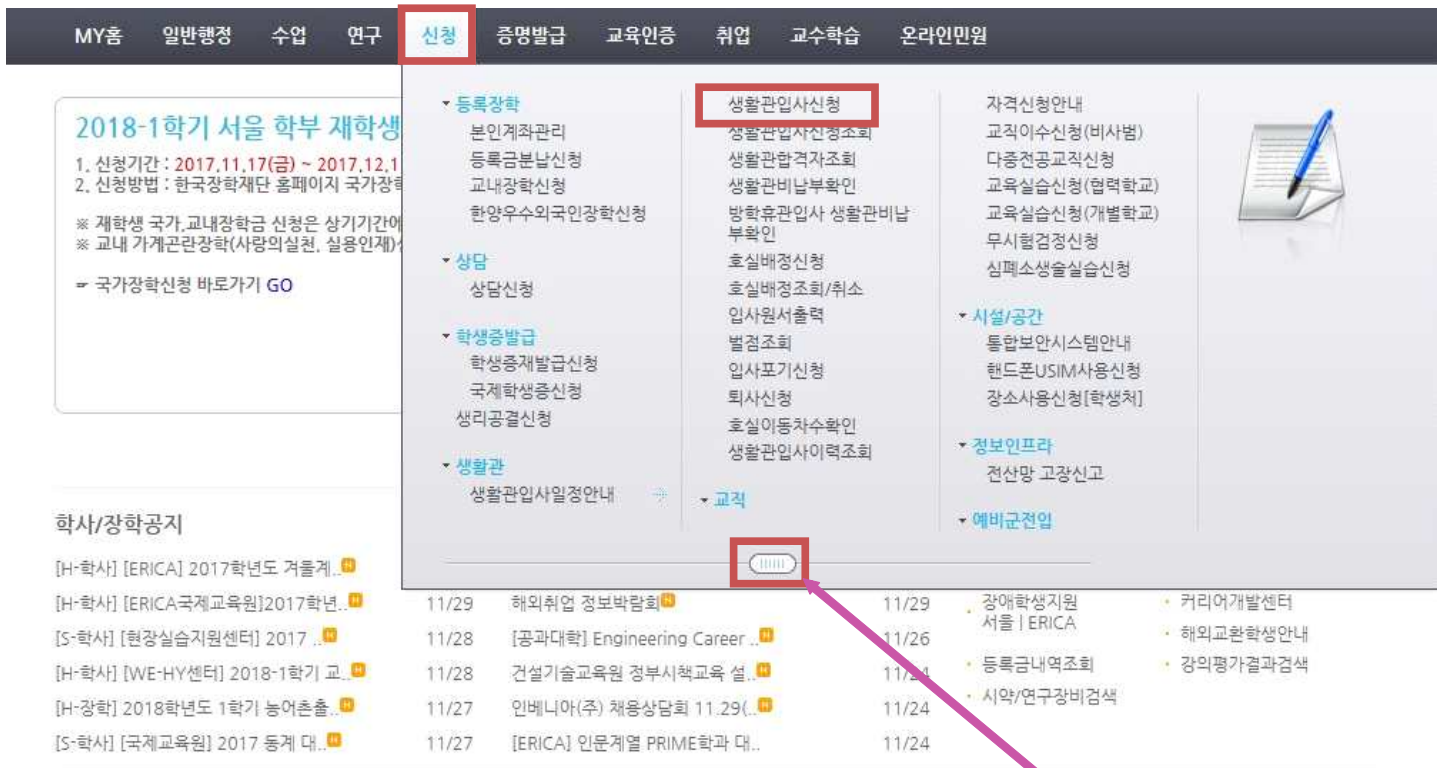 MY홈 일반행정 수업 연구 신청 증명발급 교육인증 취업 교수학습 온라인민원
2018-1학기 서울 학부 재학생
1. 신청기간 : 2017.11.17(금) ~ 2017.12.1
2. 신청방법 : 한국장학재단 홈페이지 국가장학
※ 재학생 국가,교내장학금 신청은 상기기간에
※ 교내 가계곤란장학(사랑의실천, 실용인재)
☞ 국가장학신청 바로가기 GO
등록장학
본인계좌관리
등록금분납신청
교내장학신청
한양우수외국인장학신청
상담
상담신청
학생증발급
학생증재발급신청
국제학생증신청
생리공결신청
생활관
생활관입사일정안내
생활관입사신청
생활관입사신청조회
생활관합격자조회
생활관비납부확인
방학휴관입사 생활관비납
부확인
호실배정신청
호실배정조회/취소
입사원서출력
벌점조회
입사포기신청
퇴사신청
호실이동차수확인
생활관입사이력조회
교직
자격신청안내
교직이수신청(비사범)
다중전공교직신청
교육실습신청(협력학교)
교육실습신청(개별학교)
무시험검정신청
심폐소생술실습신청
시설/공간
통합보안시스템안내
핸드폰USIM사용신청
장소사용신청[학생처]
정보인프라
전산망 고장신고
예비군전입
학사/장학공지
[H-학사] [ERICA] 2017학년도 겨울계..
[H-학사] [ERICA국제교육원]2017학년.. 11/29
[S-학사] [현장실습지원센터] 2017 .. 11/28
[H-학사] [WE-HY센터] 2018-1학기 교.. 11/28
[H-장학] 2018학년도 1학기 농어촌출.. 11/27
[S-학사] [국제교육원] 2017 동계 대.. 11/27
해외취업 정보박람회 11/29
[공과대학] Engineering Career .. 11/26
건설기술교육원 정부시책교육 설.. 11/24
인베니아(주) 채용상담회 11.29(.. 11/24
[ERICA] 인문계열 PRIME학과 대.. 11/24
장애학생지원
서울 | ERICA
등록금내역조회
시약/연구장비검색
커리어개발센터
해외교환학생안내
강의평가결과검색